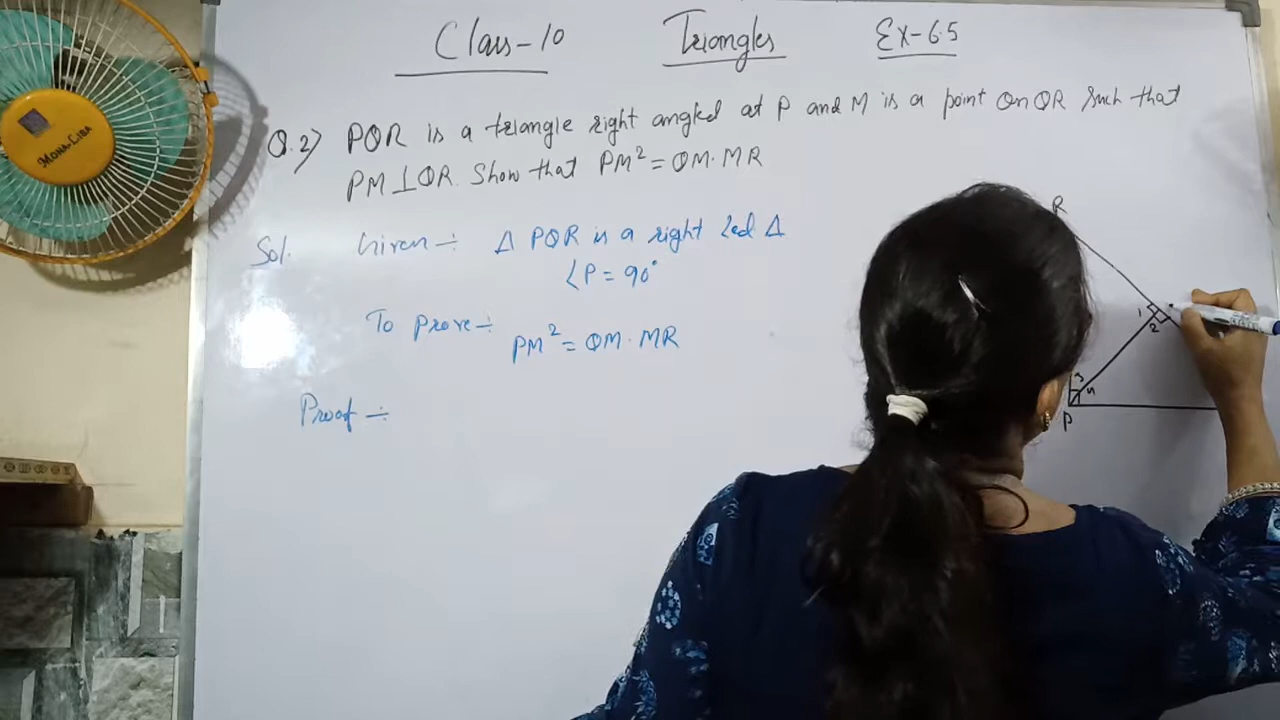 Class-10 Triangles Ex-6.5
Q.2) PQR is a triangle right angled at P and M is a point on QR such that
PM⊥QR. Show that PM² = QM·MR
Sol. Given :- Δ PQR is a right ∠ed Δ
∠P = 90°
To prove :-
PM² = QM·MR
Proof :-
R
1
2
3
4
P
MONA-LISA